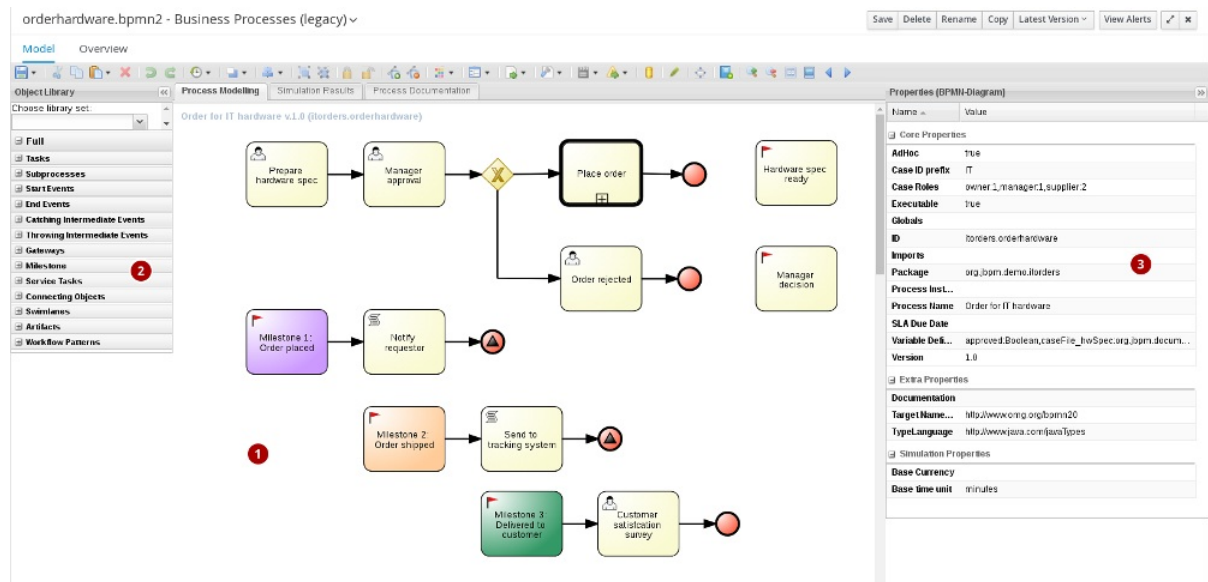 orderhardware.bpmn2 - Business Processes (legacy)
Save Delete Rename Copy Latest Version View Alerts
Model Overview
Object Library
Process Modelling Simulation Results Process Documentation
Properties (BPMN-Diagram)
Choose library set:
Full
Tasks
Subprocesses
Start Events
End Events
Catching Intermediate Events
Throwing Intermediate Events
Gateways
Milestone
Service Tasks
Connecting Objects
Swimlanes
Artifacts
Workflow Patterns
2
Order for IT hardware v.1.0 (itorders.orderhardware)
Prepare
hardware spec
Manager
approval
X
Place order
Hardware spec
ready
Order rejected
Manager
decision
Milestone 1:
Order placed
Notify
requestor
Milestone 2:
Order shipped
Send to
tracking system
1
Milestone 3:
Delivered to
customer
Customer
satisfcation
survey
Name Value
Core Properties
AdHoc true
Case ID prefix IT
Case Roles owner:1,manager:1,supplier:2
Executable true
Globals
ID itorders.orderhardware
Imports
3
Package org.jbpm.demo.itorders
Process Inst...
Process Name Order for IT hardware
SLA Due Date
Variable Defi... approved:Boolean,caseFile_hwSpec:org.jbpm.docum...
Version 1.0
Extra Properties
Documentation
Target Name... http://www.omg.org/bpmn20
TypeLanguage http://www.java.com/javaTypes
Simulation Properties
Base Currency
Base time unit minutes